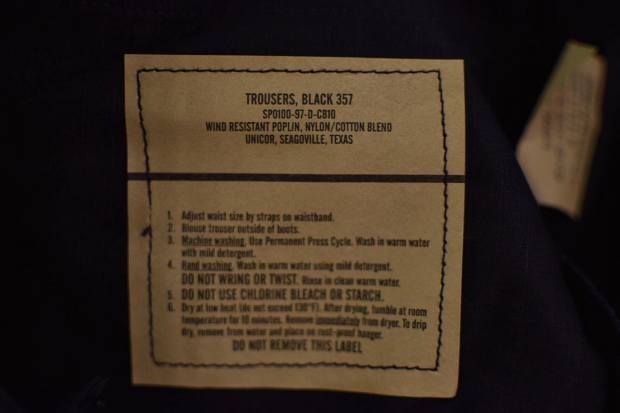 TROUSERS, BLACK 357
SP0100-97-D-CB10
WIND RESISTANT POPLIN, NYLON/COTTON BLEND
UNICOR, SEAGOVILLE, TEXAS
1. Adjust waist size by straps on waistband.
2. Blouse trouser outside of boots.
3. Machine washing. Use Permanent Press Cycle. Wash in warm water
with mild detergent.
4. Hand washing. Wash in warm water using mild detergent.
DO NOT WRING OR TWIST. Rinse in clean warm water.
5. DO NOT USE CHLORINE BLEACH OR STARCH.
6. Dry at low heat (do not exceed 130°F). After drying, tumble at room
temperature for 10 minutes. Remove immediately from dryer. To drip
dry, remove from water and place on rust-proof hanger.
DO NOT REMOVE THIS LABEL